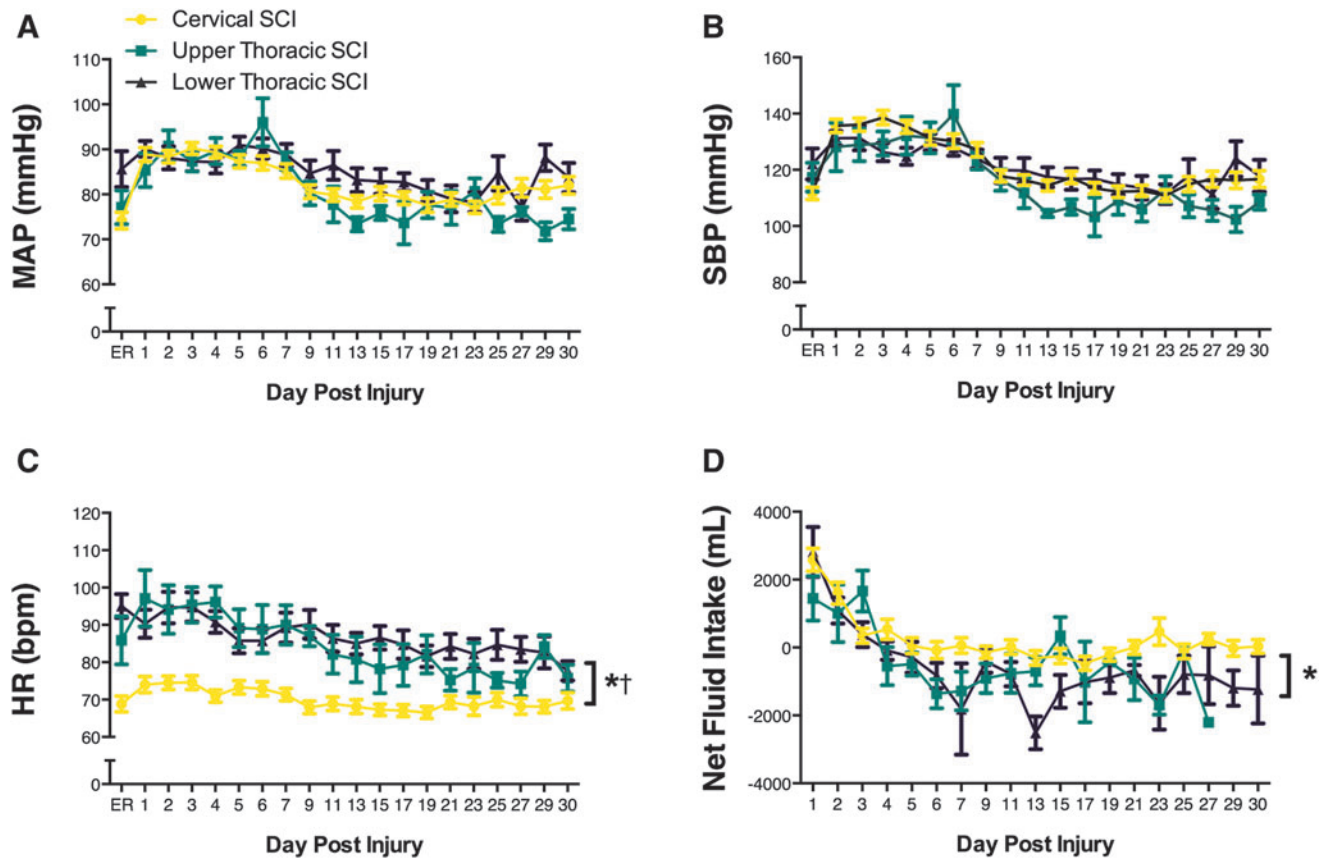 A
Cervical SCI
Upper Thoracic SCI
Lower Thoracic SCI
MAP (mmHg)
110
100
90
80
70
60
0
ER 1 2 3 4 5 6 7 9 11 13 15 17 19 21 23 25 27 29 30
Day Post Injury
B
SBP (mmHg)
160
140
120
100
80
0
ER 1 2 3 4 5 6 7 9 11 13 15 17 19 21 23 25 27 29 30
Day Post Injury
C
HR (bpm)
120
110
100
90
80
70
60
0
*†
ER 1 2 3 4 5 6 7 9 11 13 15 17 19 21 23 25 27 29 30
Day Post Injury
D
Net Fluid Intake (mL)
4000
2000
0
-2000
-4000
*
1 2 3 4 5 6 7 9 11 13 15 17 19 21 23 25 27 29 30
Day Post Injury